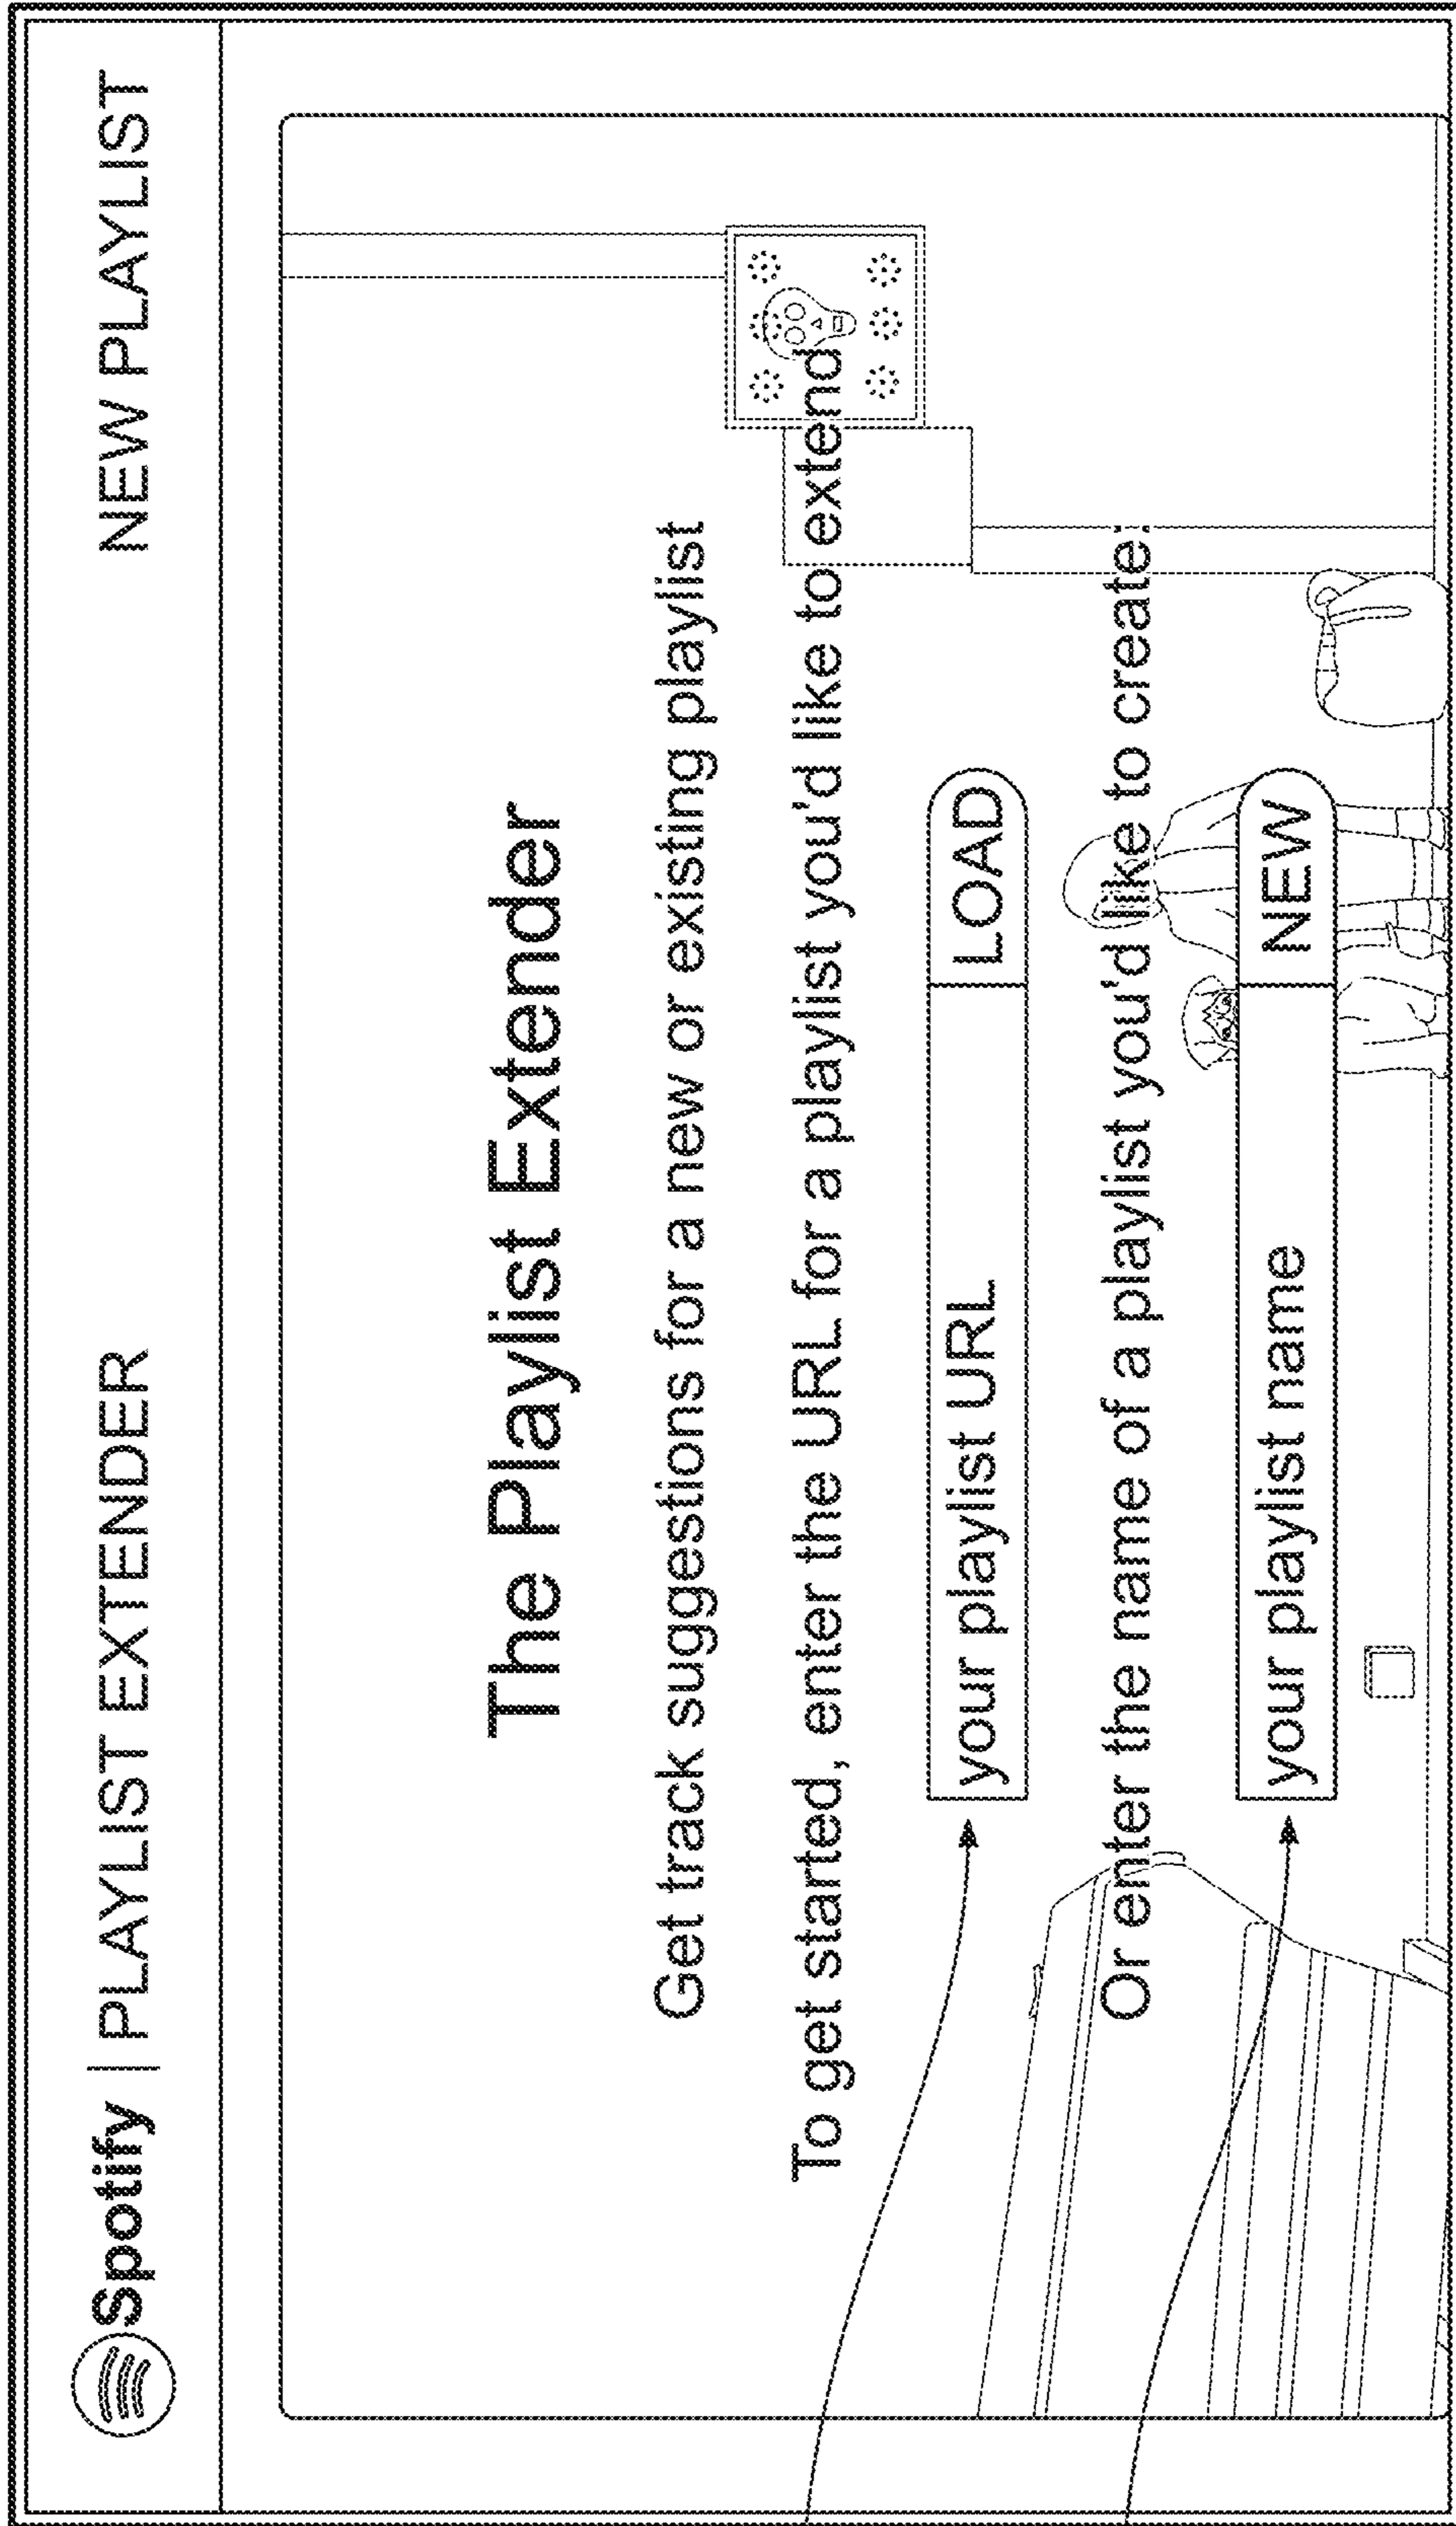 Spotify | PLAYLIST EXTENDER
NEW PLAYLIST
The Playlist Extender
Get track suggestions for a new or existing playlist
To get started, enter the URL for a playlist you'd like to extend
your playlist URL
LOAD
Or enter the name of a playlist you'd like to create:
your playlist name
NEW